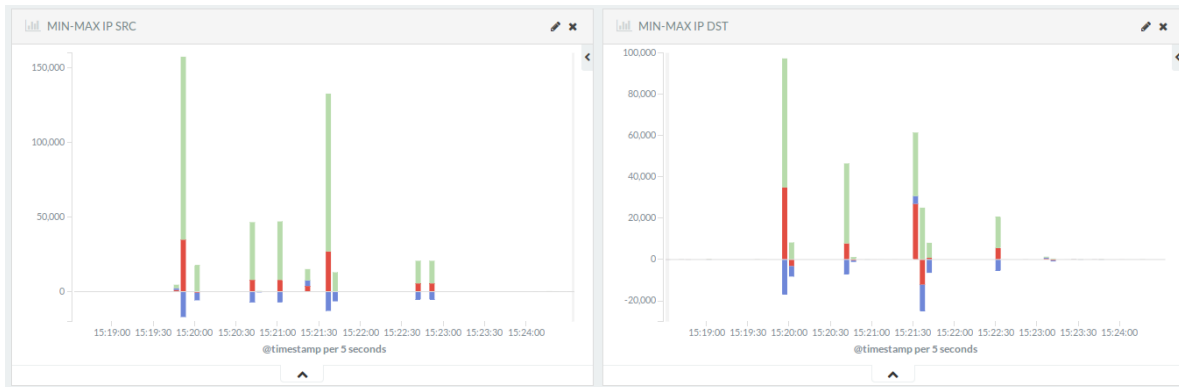 MIN-MAX IP SRC
150,000
100,000
50,000
0
15:19:00 15:19:30 15:20:00 15:20:30 15:21:00 15:21:30 15:22:00 15:22:30 15:23:00 15:23:30 15:24:00
@timestamp per 5 seconds
MIN-MAX IP DST
100,000
80,000
60,000
40,000
20,000
0
-20,000
15:19:00 15:19:30 15:20:00 15:20:30 15:21:00 15:21:30 15:22:00 15:22:30 15:23:00 15:23:30 15:24:00
@timestamp per 5 seconds